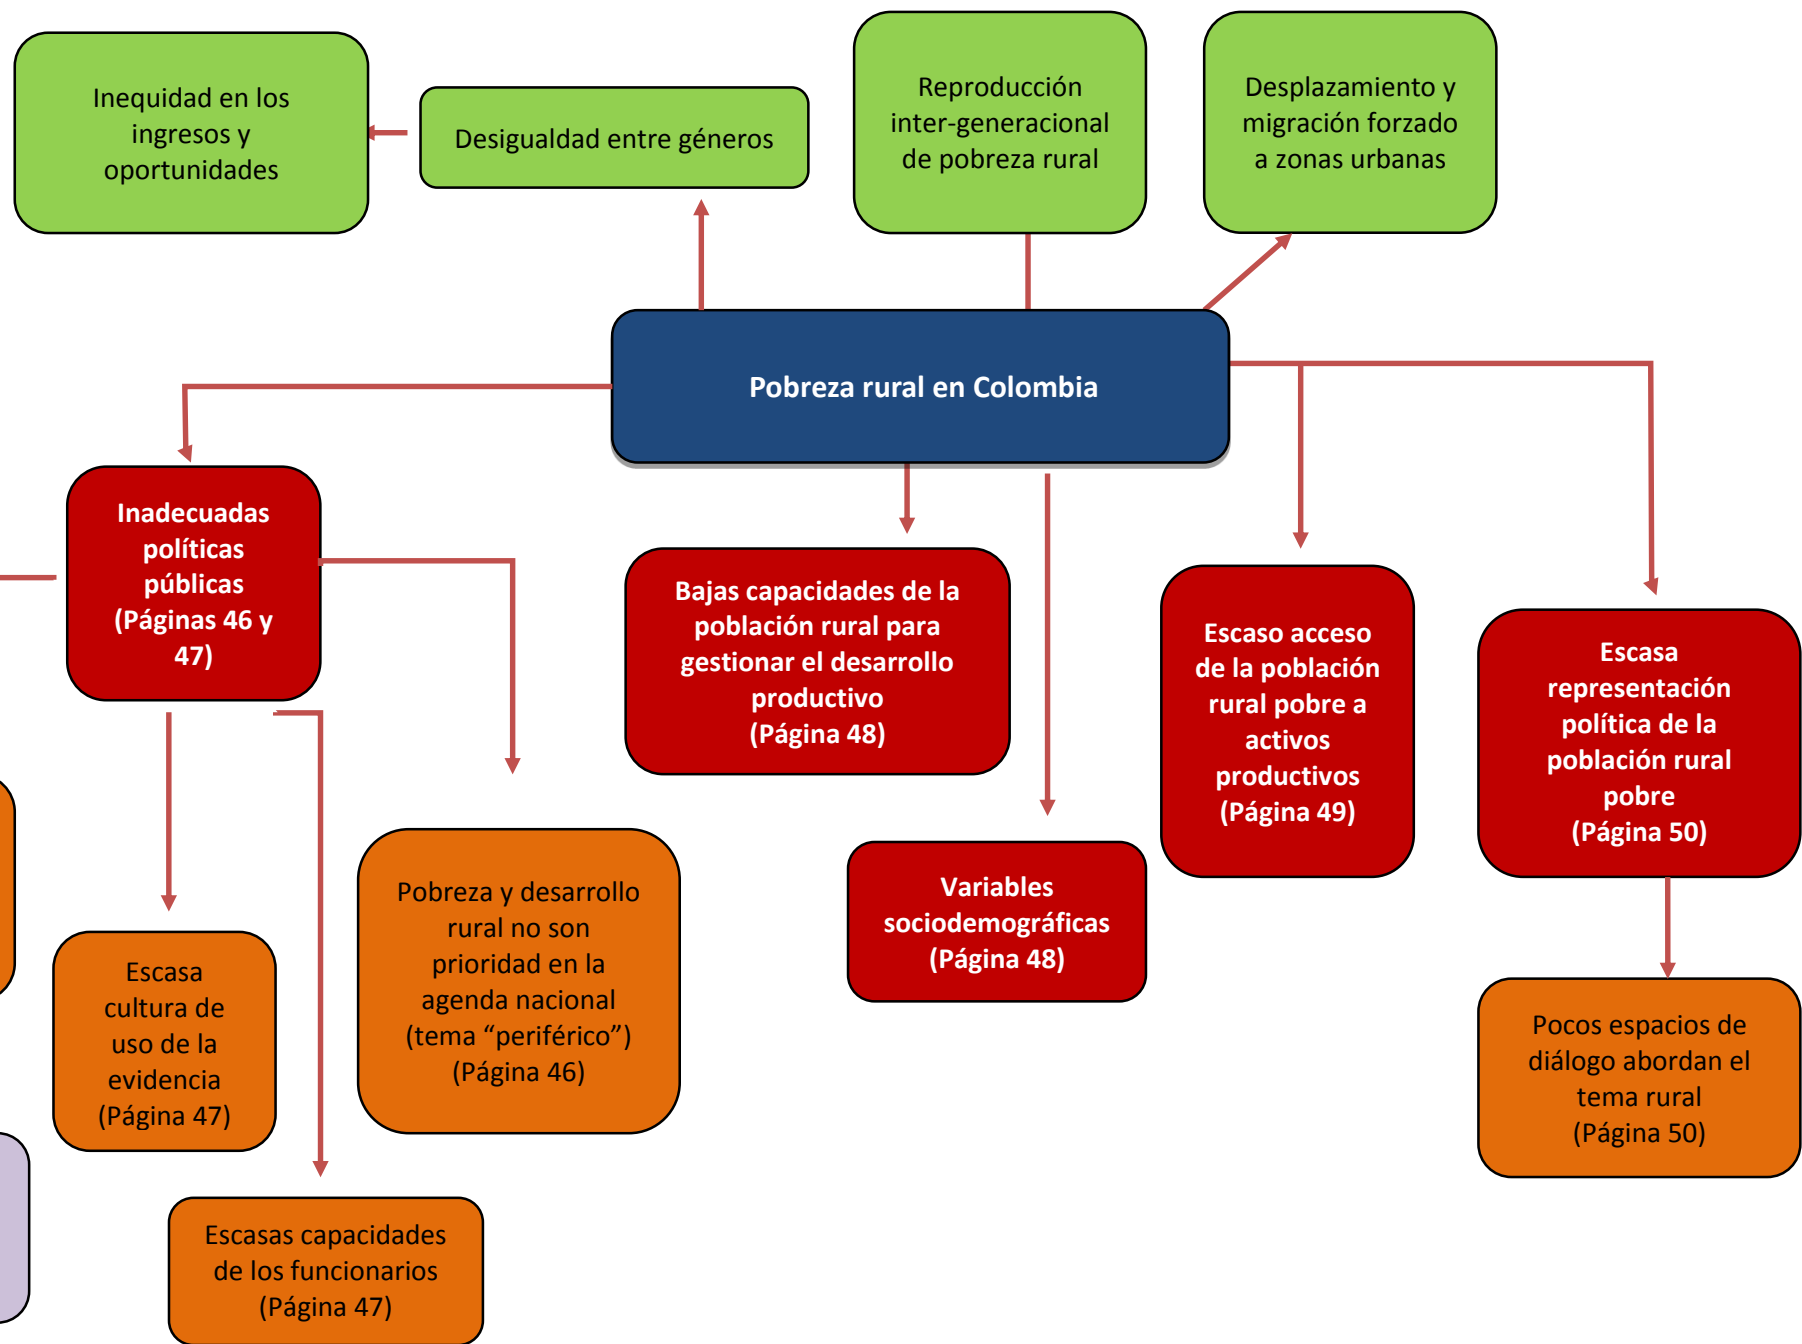 Inequidad en los
ingresos y
oportunidades
Desigualdad entre géneros
Reproducción
inter-generacional
de pobreza rural
Desplazamiento y
migración forzado
a zonas urbanas
Pobreza rural en Colombia
Inadecuadas
políticas
públicas
(Páginas 46 y
47)
Bajas capacidades de la
población rural para
gestionar el desarrollo
productivo
(Página 48)
Variables
sociodemográficas
(Página 48)
Escaso acceso
de la población
rural pobre a
activos
productivos
(Página 49)
Escasa
representación
política de la
población rural
pobre
(Página 50)
Escasa
cultura de
uso de la
evidencia
(Página 47)
Pobreza y desarrollo
rural no son
prioridad en la
agenda nacional
(tema “periférico”)
(Página 46)
Pocos espacios de
diálogo abordan el
tema rural
(Página 50)
Escasas capacidades
de los funcionarios
(Página 47)